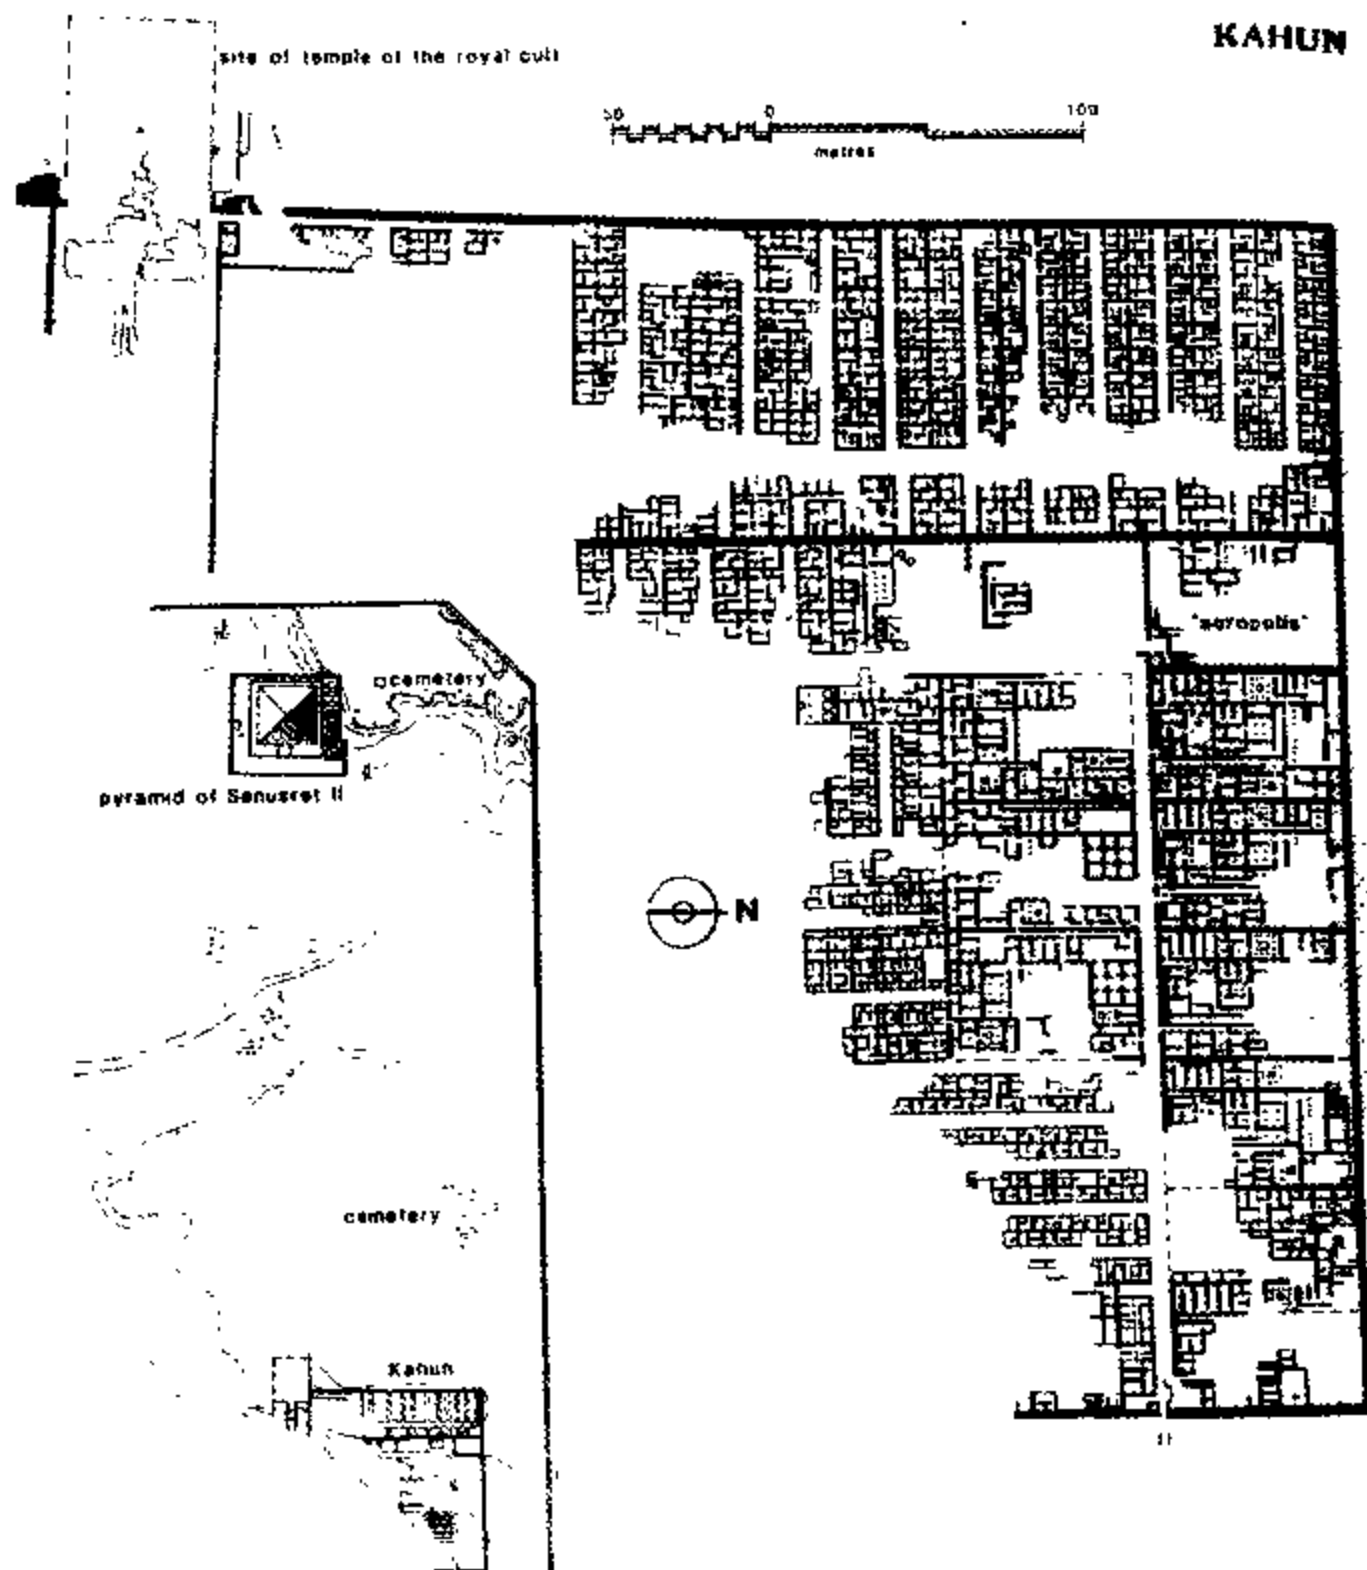 KAHUN
site of temple of the royal cult
50 0 100
metres
"acropolis"
cemetery
pyramid of Senusret II
N
cemetery
Kahun